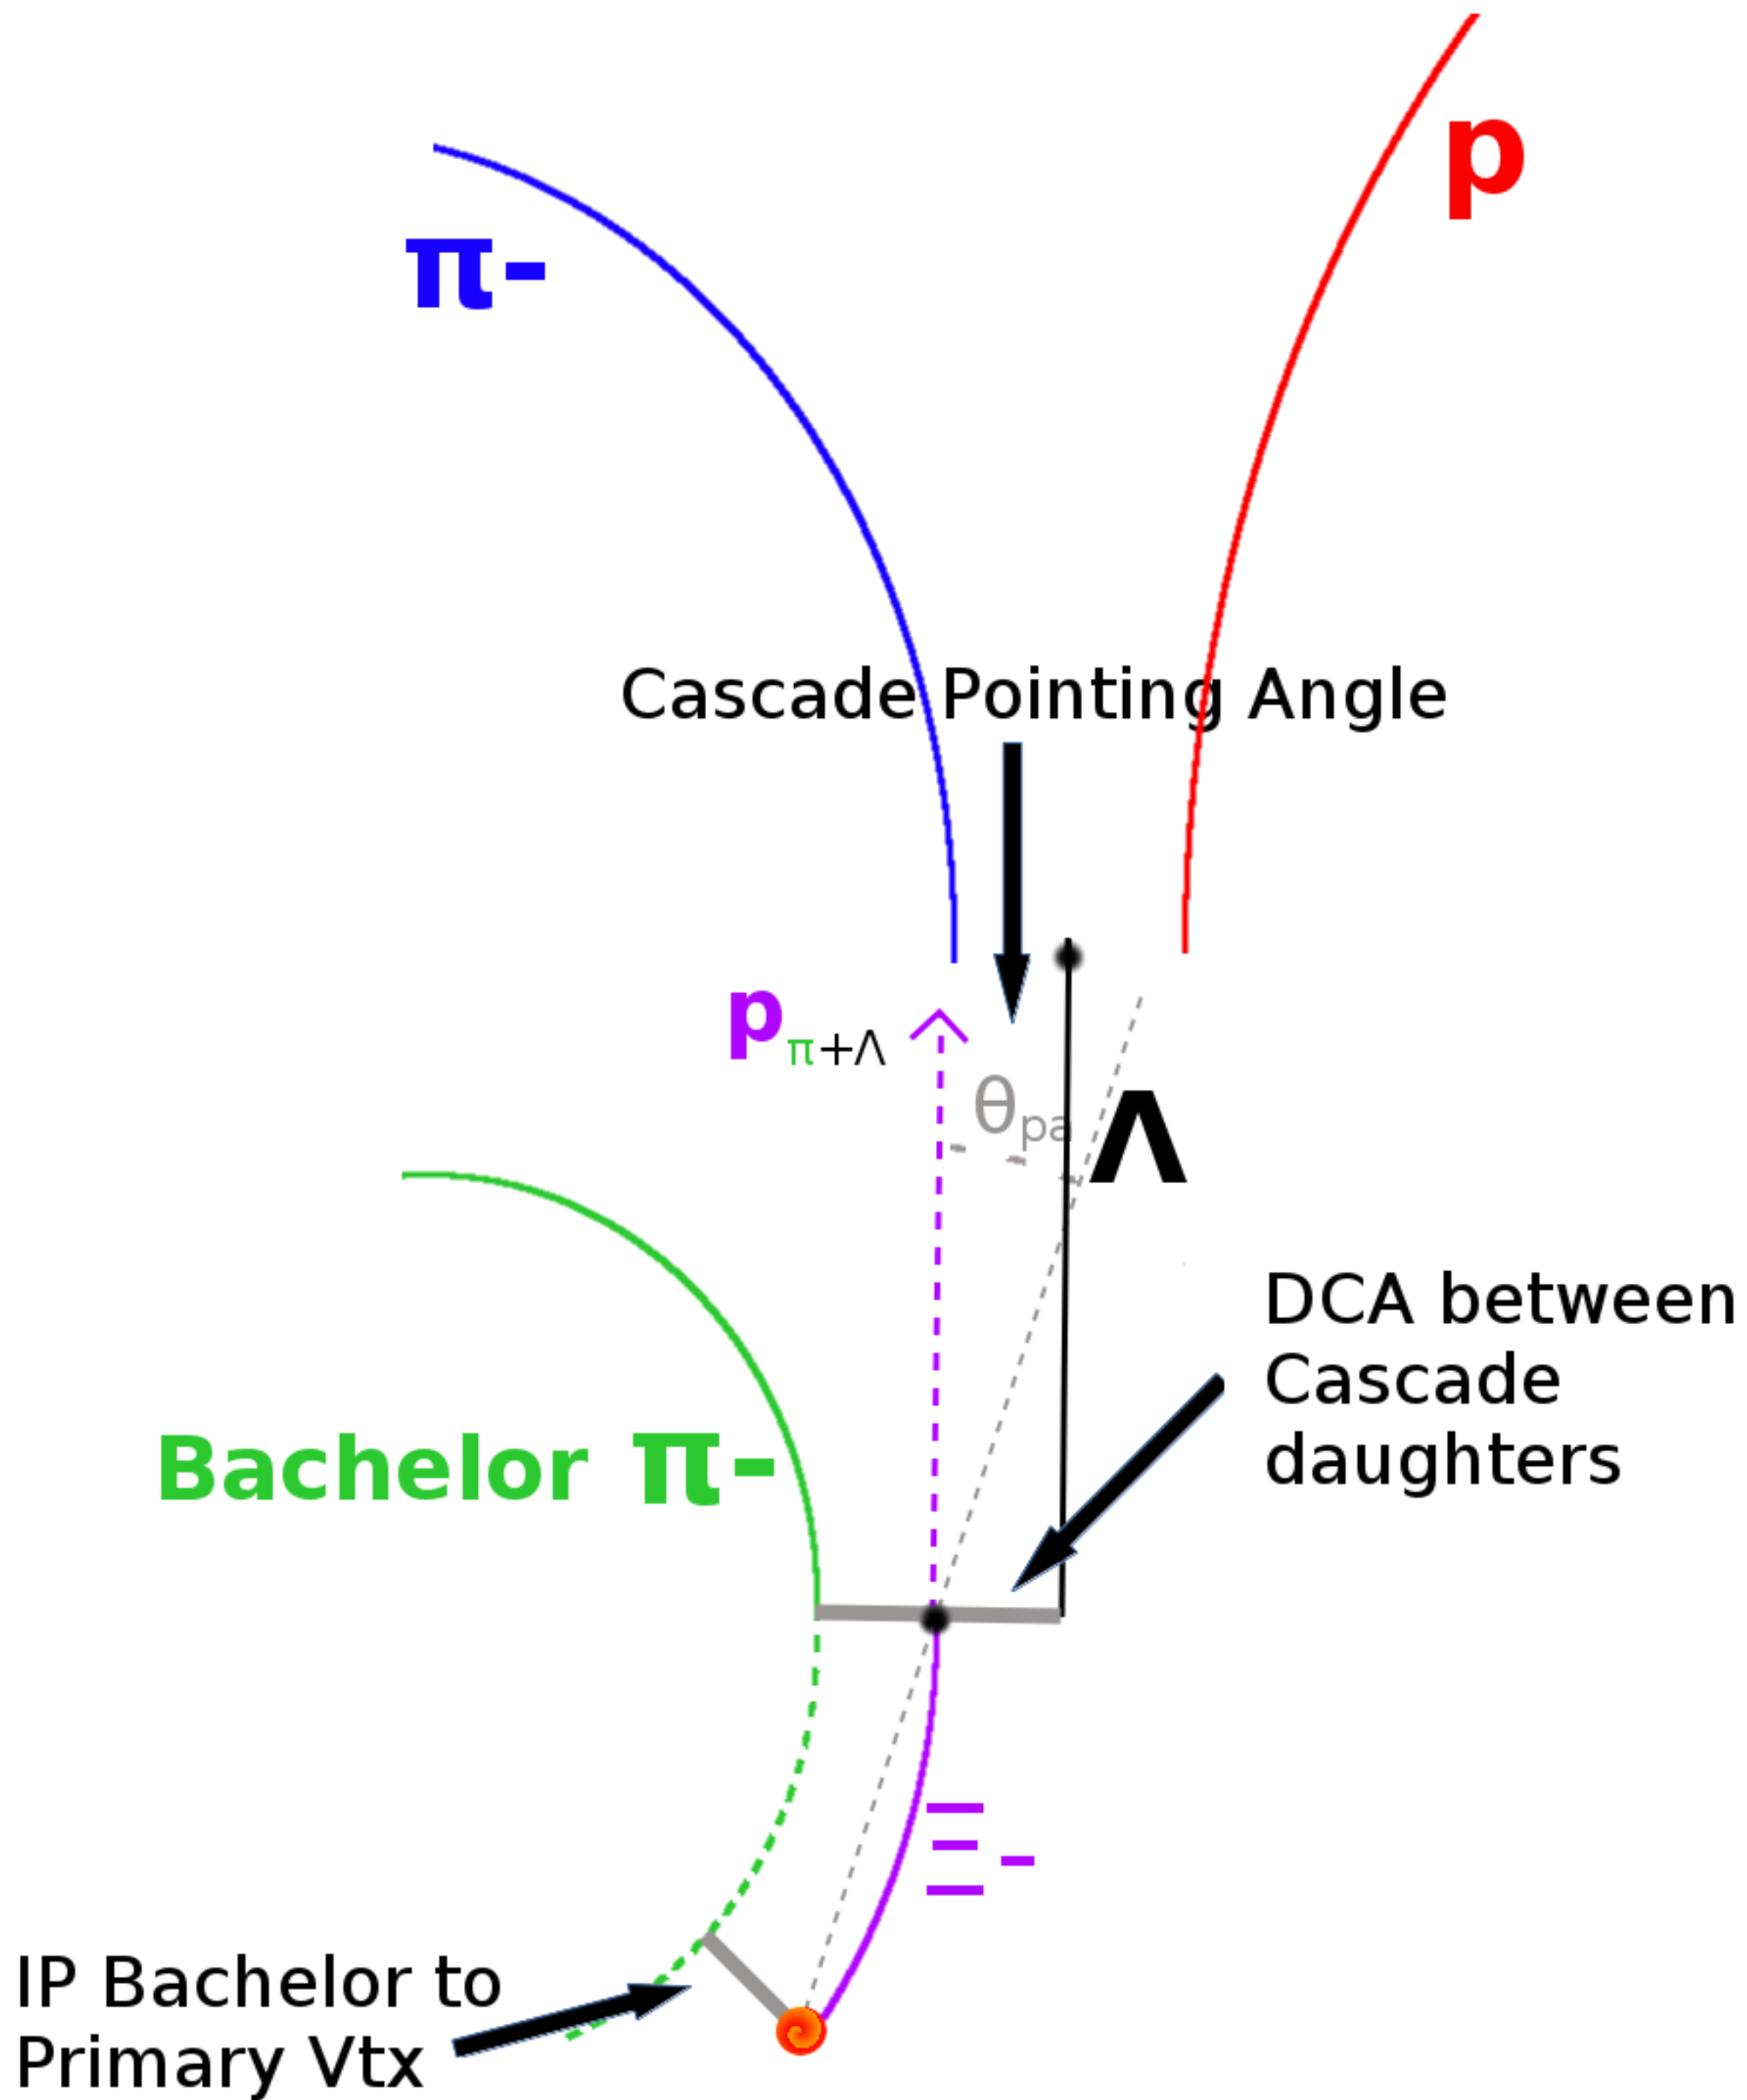 p
π-
Cascade Pointing Angle
pπ+Λ
θpa
Λ
DCA between
Cascade
daughters
Bachelor π-
Ξ-
IP Bachelor to
Primary Vtx